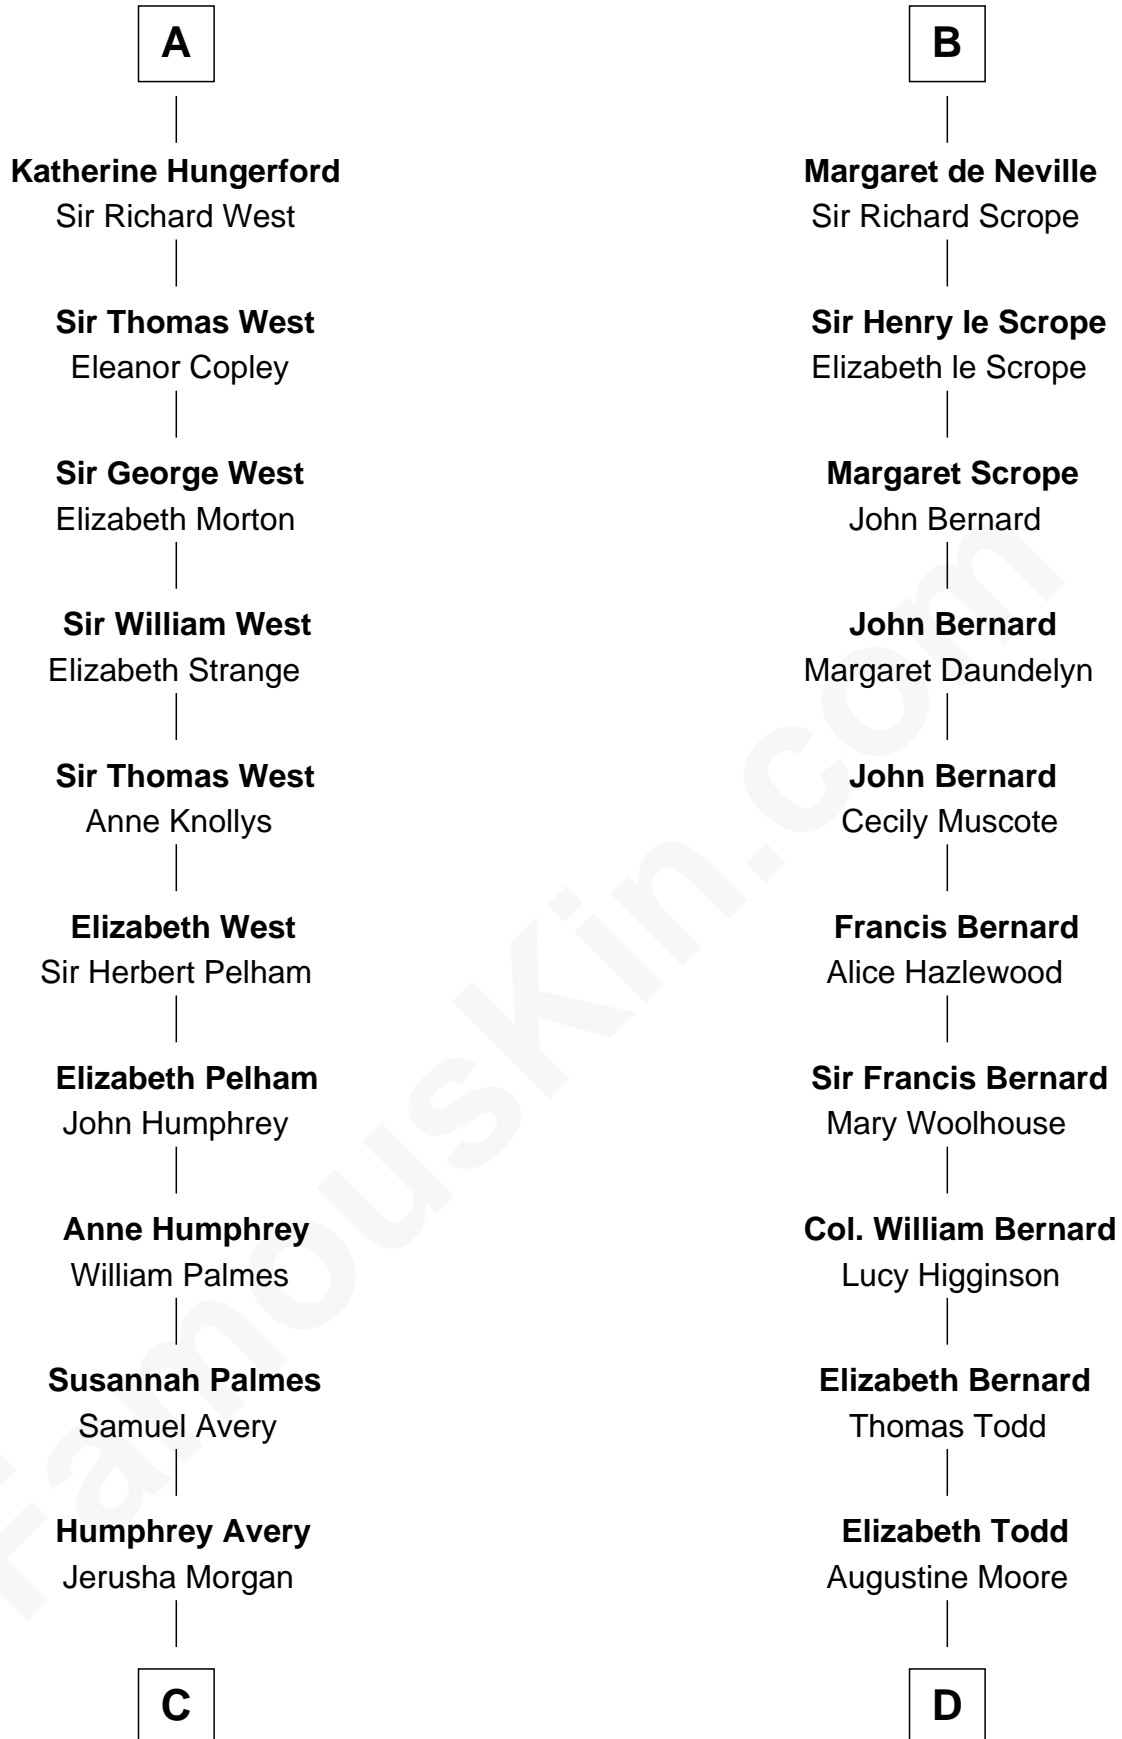 A
Katherine Hungerford
Sir Richard West
Sir Thomas West
Eleanor Copley
Sir George West
Elizabeth Morton
Sir William West
Elizabeth Strange
Sir Thomas West
Anne Knollys
Elizabeth West
Sir Herbert Pelham
Elizabeth Pelham
John Humphrey
Anne Humphrey
William Palmes
Susannah Palmes
Samuel Avery
Humphrey Avery
Jerusha Morgan
C
B
Margaret de Neville
Sir Richard Scrope
Sir Henry le Scrope
Elizabeth le Scrope
Margaret Scrope
John Bernard
John Bernard
Margaret Daundelyn
John Bernard
Cecily Muscote
Francis Bernard
Alice Hazlewood
Sir Francis Bernard
Mary Woolhouse
Col. William Bernard
Lucy Higginson
Elizabeth Bernard
Thomas Todd
Elizabeth Todd
Augustine Moore
D
FamousKin.com